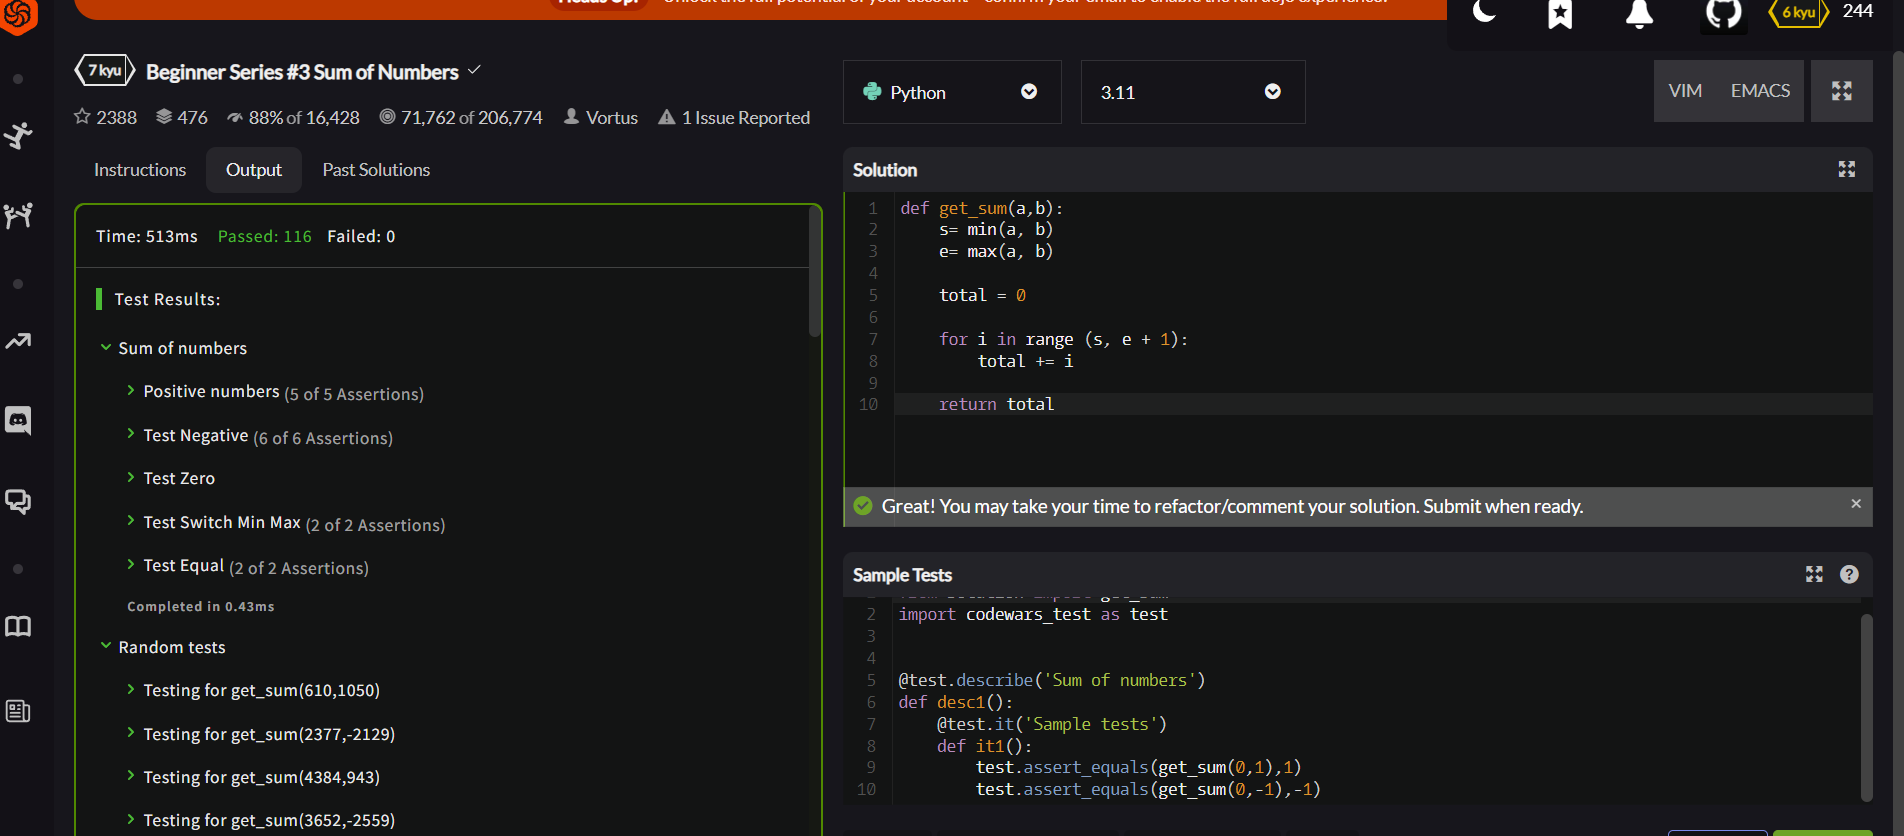 Heads Up! Unlock the full potential of your account - confirm your email to enable the full dojo experience.
6 kyu 244
7 kyu Beginner Series #3 Sum of Numbers
2388 476 88% of 16,428 71,762 of 206,774 Vortus 1 Issue Reported
Instructions Output Past Solutions
Time: 513ms Passed: 116 Failed: 0
Test Results:
Sum of numbers
Positive numbers (5 of 5 Assertions)
Test Negative (6 of 6 Assertions)
Test Zero
Test Switch Min Max (2 of 2 Assertions)
Test Equal (2 of 2 Assertions)
Completed in 0.43ms
Random tests
Testing for get_sum(610,1050)
Testing for get_sum(2377,-2129)
Testing for get_sum(4384,943)
Testing for get_sum(3652,-2559)
Python 3.11 VIM EMACS
Solution
1 def get_sum(a,b):
2 s= min(a, b)
3 e= max(a, b)
4
5 total = 0
6
7 for i in range (s, e + 1):
8 total += i
9
10 return total
Great! You may take your time to refactor/comment your solution. Submit when ready.
Sample Tests
2 import codewars_test as test
3
4
5 @test.describe('Sum of numbers')
6 def desc1():
7 @test.it('Sample tests')
8 def it1():
9 test.assert_equals(get_sum(0,1),1)
10 test.assert_equals(get_sum(0,-1),-1)